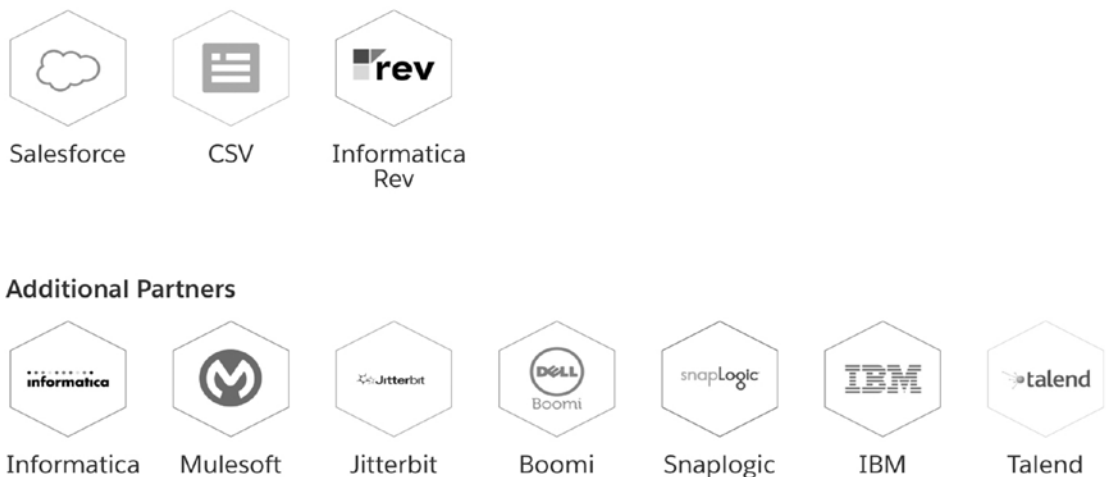 rev
Salesforce CSV Informatica
Rev
Additional Partners
informatica Jitterbit DELL snapLogic IBM talend
Boomi
Informatica Mulesoft Jitterbit Boomi Snaplogic IBM Talend